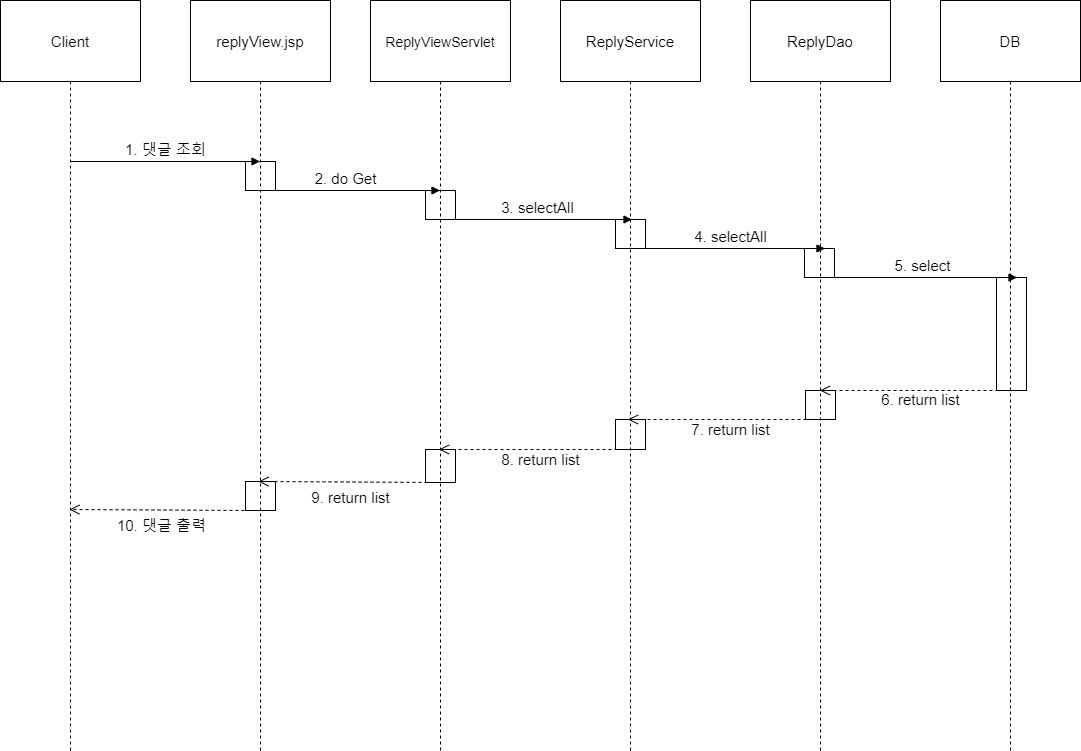 Client
replyView.jsp
ReplyViewServlet
ReplyService
ReplyDao
DB
1. 댓글 조회
2. do Get
3. selectAll
4. selectAll
5. select
6. return list
7. return list
8. return list
9. return list
10. 댓글 출력